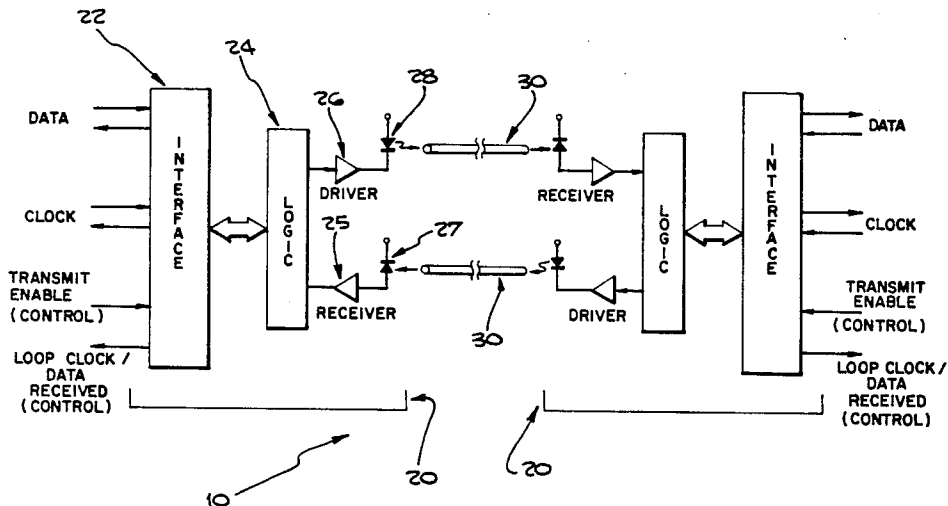 22
24
26
28
30
DATA
CLOCK
TRANSMIT
ENABLE
(CONTROL)
LOOP CLOCK /
DATA
RECEIVED
(CONTROL)
INTERFACE
LOGIC
DRIVER
25
27
RECEIVER
30
RECEIVER
DRIVER
LOGIC
INTERFACE
DATA
CLOCK
TRANSMIT
ENABLE
(CONTROL)
LOOP CLOCK /
DATA
RECEIVED
(CONTROL)
10
20
20